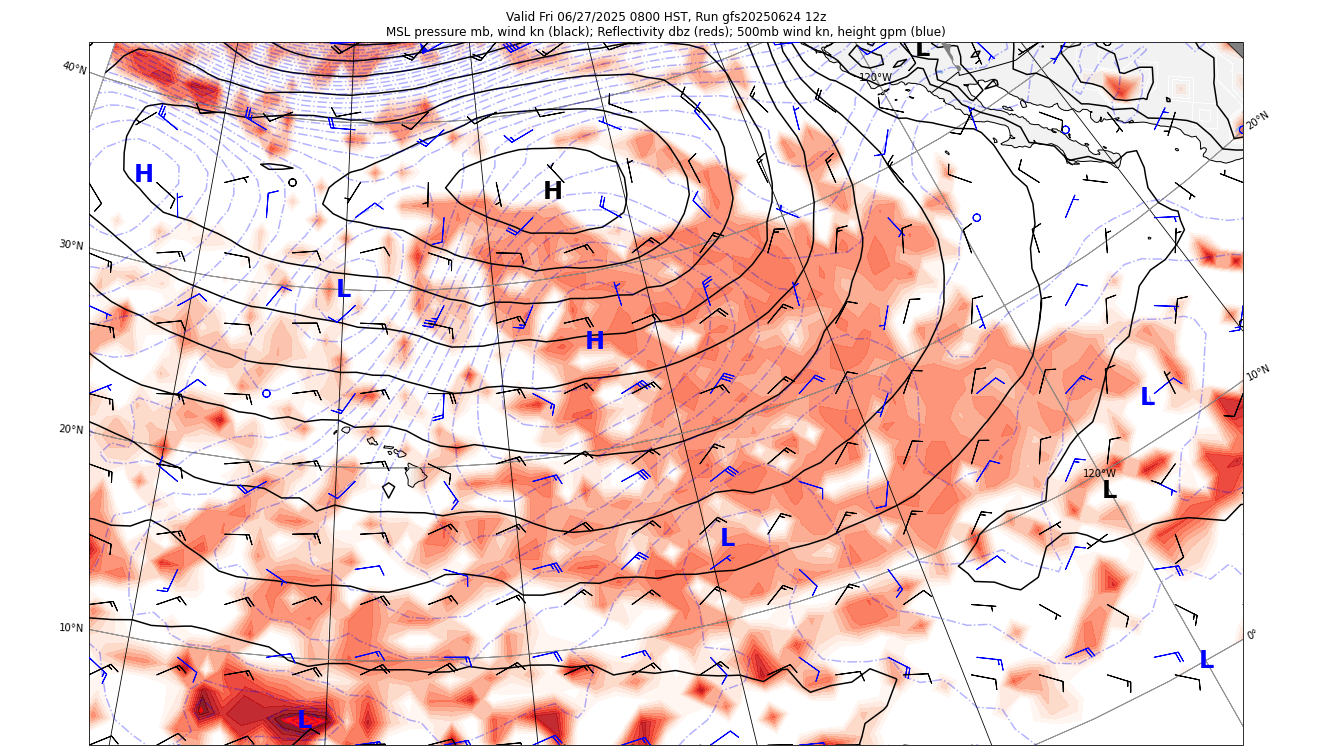 Valid Fri 06/27/2025 0800 HST, Run gfs20250624 12z
MSL pressure mb, wind kn (black); Reflectivity dbz (reds); 500mb wind kn, height gpm (blue)
L
40°N
120°W
20°N
H
H
30°N
L
H
10°N
L
20°N
120°W
L
L
10°N
0°
L
L